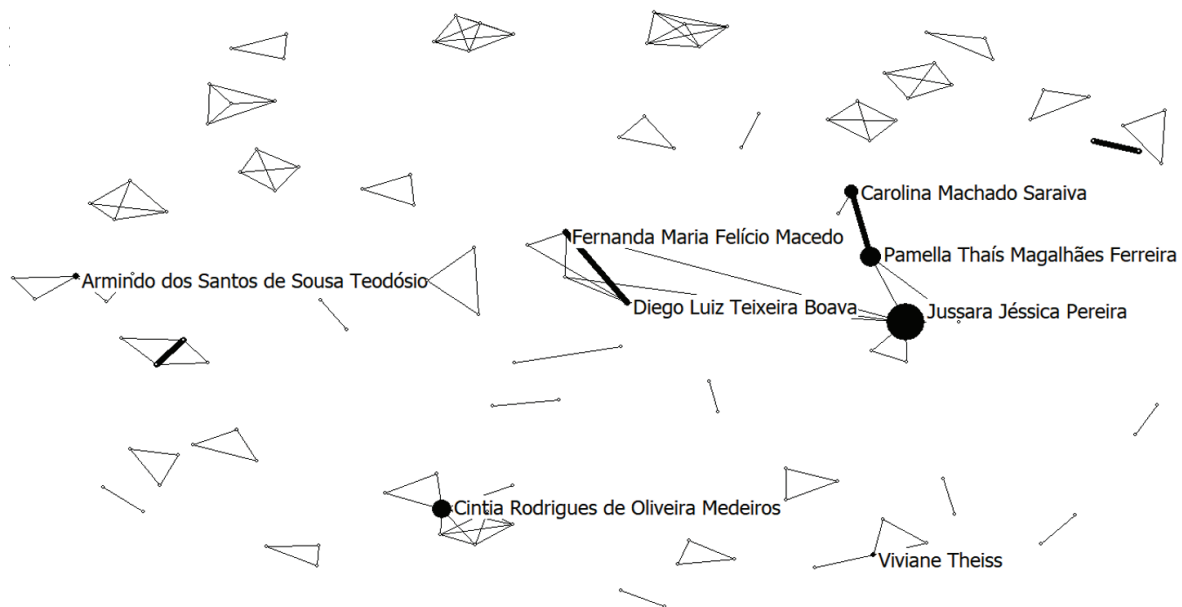 Carolina Machado Saraiva
Fernanda Maria Felício Macedo
Pamella Thaís Magalhães Ferreira
Armindo dos Santos de Sousa Teodósio
Diego Luiz Teixeira Boava
Jussara Jéssica Pereira
Cintia Rodrigues de Oliveira Medeiros
Viviane Theiss